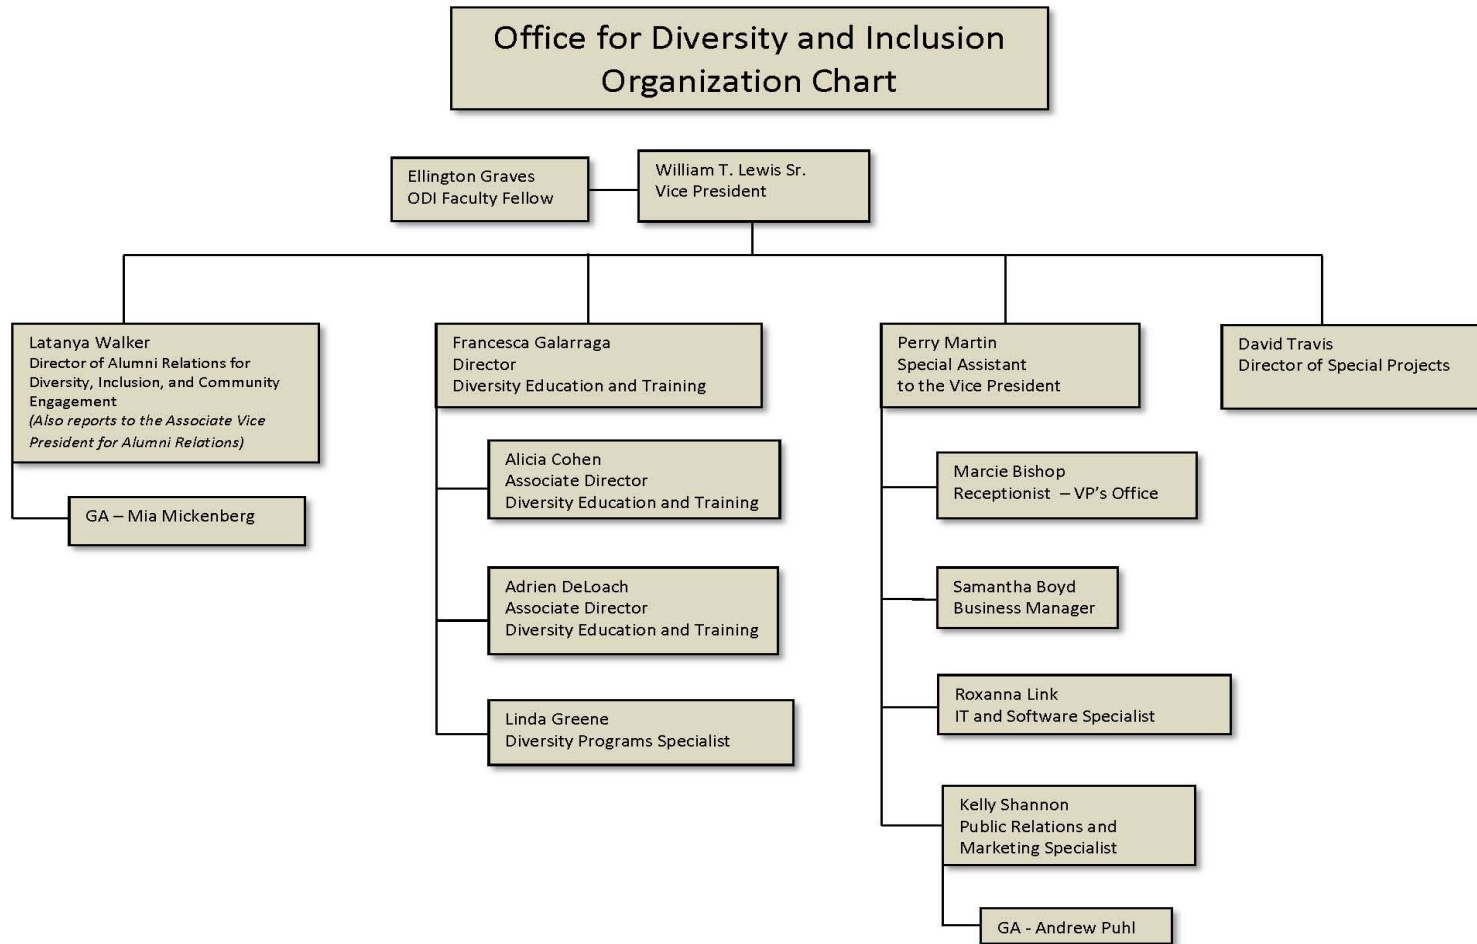 Office for Diversity and Inclusion
Organization Chart
Ellington Graves
ODI Faculty Fellow
William T. Lewis Sr.
Vice President
Latanya Walker
Director of Alumni Relations for
Diversity, Inclusion, and Community
Engagement
(Also reports to the Associate Vice
President for Alumni Relations)
GA – Mia Mickenberg
Francesca Galarraga
Director
Diversity Education and Training
Alicia Cohen
Associate Director
Diversity Education and Training
Adrien DeLoach
Associate Director
Diversity Education and Training
Linda Greene
Diversity Programs Specialist
Perry Martin
Special Assistant
to the Vice President
Marcie Bishop
Receptionist – VP's Office
Samantha Boyd
Business Manager
Roxanna Link
IT and Software Specialist
Kelly Shannon
Public Relations and
Marketing Specialist
GA - Andrew Puhl
David Travis
Director of Special Projects